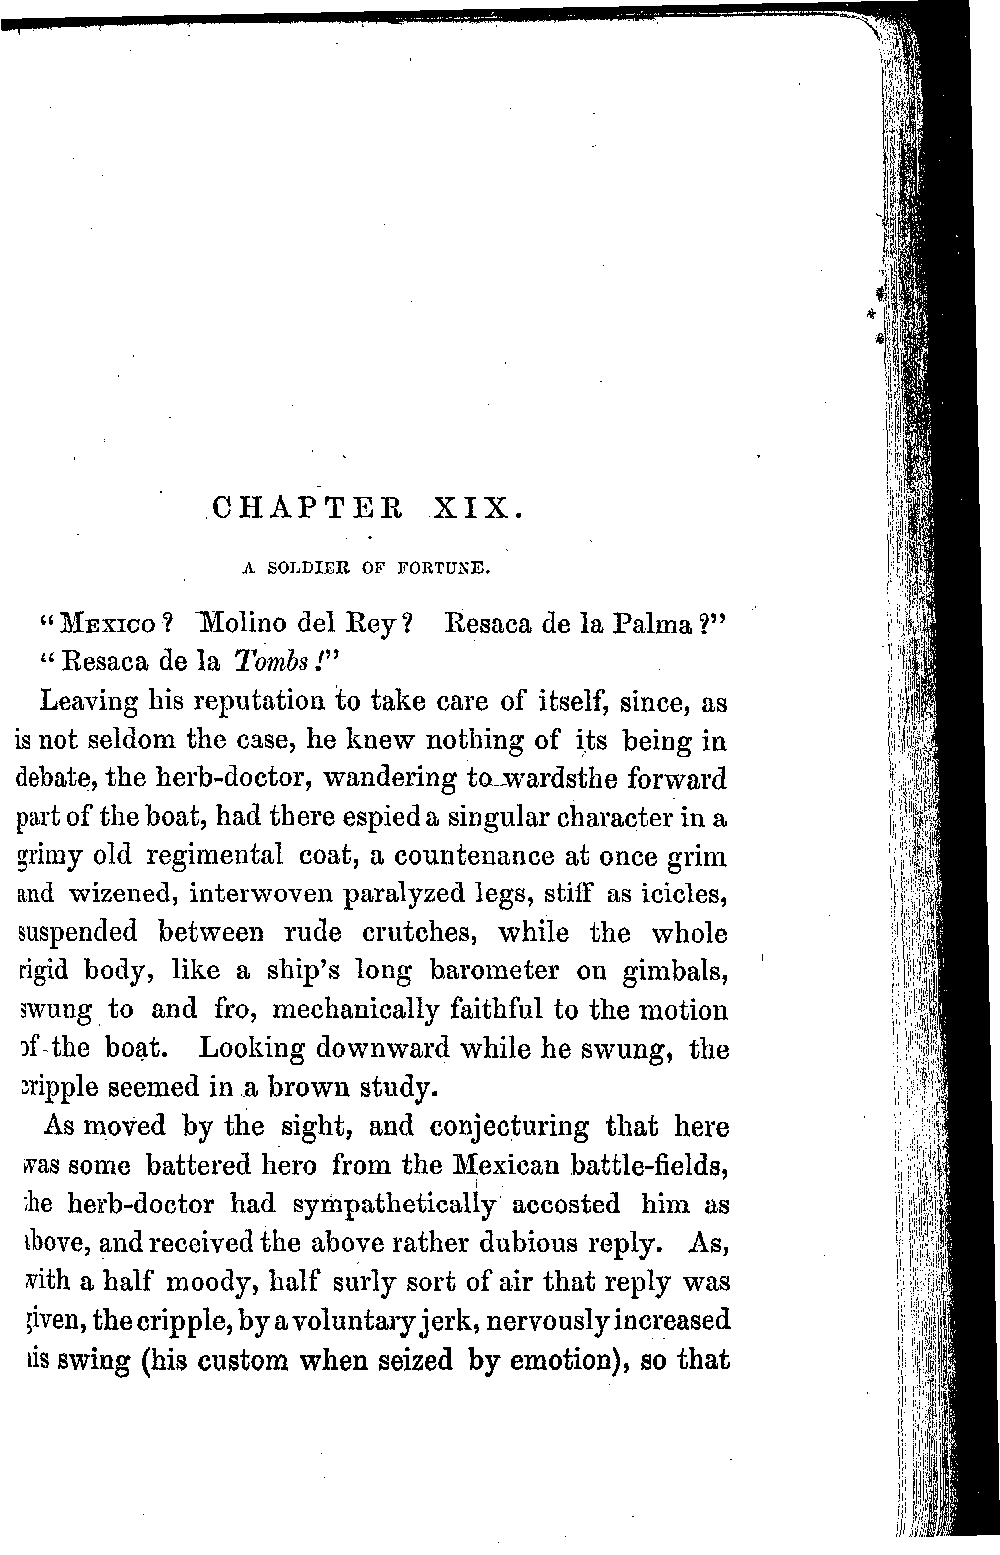 CHAPTER XIX.
A SOLDIER OF FORTUNE.
“MEXICO? Molino del Rey? Resaca de la Palma?”
“Resaca de la Tombs!”
Leaving his reputation to take care of itself, since, as
is not seldom the case, he knew nothing of its being in
debate, the herb-doctor, wandering to wardsthe forward
part of the boat, had there espied a singular character in a
grimy old regimental coat, a countenance at once grim
and wizened, interwoven paralyzed legs, stiff as icicles,
suspended between rude crutches, while the whole
rigid body, like a ship’s long barometer on gimbals,
swung to and fro, mechanically faithful to the motion
of the boat. Looking downward while he swung, the
cripple seemed in a brown study.
As moved by the sight, and conjecturing that here
was some battered hero from the Mexican battle-fields,
the herb-doctor had sympathetically accosted him as
above, and received the above rather dubious reply. As,
with a half moody, half surly sort of air that reply was
given, the cripple, by a voluntary jerk, nervously increased
his swing (his custom when seized by emotion), so that